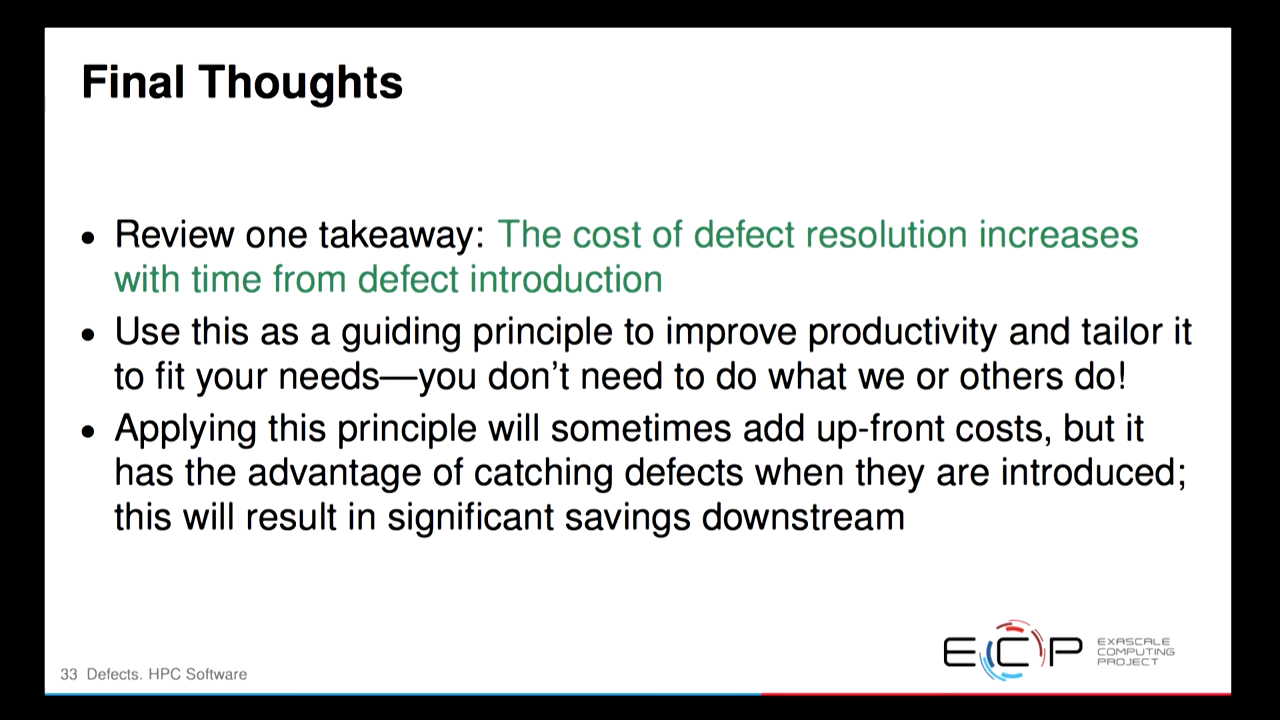 Final Thoughts
• Review one takeaway: The cost of defect resolution increases
with time from defect introduction
• Use this as a guiding principle to improve productivity and tailor it
to fit your needs—you don’t need to do what we or others do!
• Applying this principle will sometimes add up-front costs, but it
has the advantage of catching defects when they are introduced;
this will result in significant savings downstream
ECP
EXASCALE
COMPUTING
PROJECT
33 Defects. HPC Software